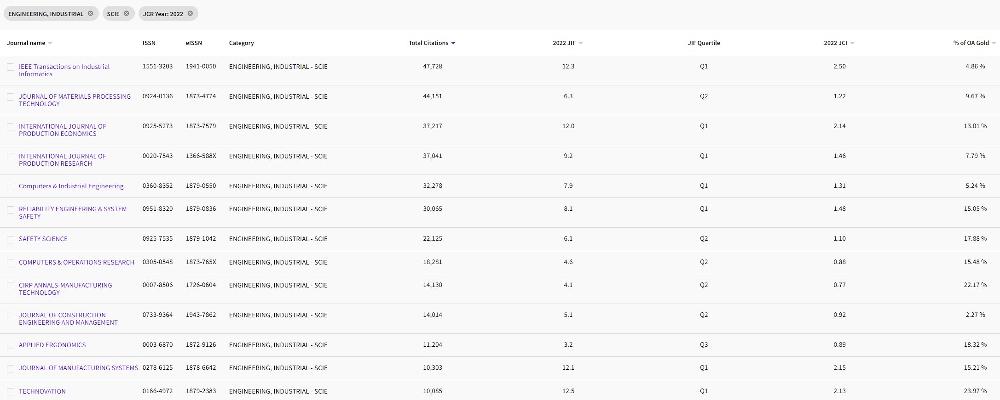 ENGINEERING, INDUSTRIAL SCIE JCR Year: 2022
Journal name ISSN eISSN Category Total Citations 2022 JIF JIF Quartile 2022 JCI % of OA Gold
IEEE Transactions on Industrial 1551-3203 1941-0050 ENGINEERING, INDUSTRIAL - SCIE 47,728 12.3 Q1 2.50 4.86 %
Informatics
JOURNAL OF MATERIALS PROCESSING 0924-0136 1873-4774 ENGINEERING, INDUSTRIAL - SCIE 44,151 6.3 Q2 1.22 9.67 %
TECHNOLOGY
INTERNATIONAL JOURNAL OF 0925-5273 1873-7579 ENGINEERING, INDUSTRIAL - SCIE 37,217 12.0 Q1 2.14 13.01 %
PRODUCTION ECONOMICS
INTERNATIONAL JOURNAL OF 0020-7543 1366-588X ENGINEERING, INDUSTRIAL - SCIE 37,041 9.2 Q1 1.46 7.79 %
PRODUCTION RESEARCH
Computers & Industrial Engineering 0360-8352 1879-0550 ENGINEERING, INDUSTRIAL - SCIE 32,278 7.9 Q1 1.31 5.24 %
RELIABILITY ENGINEERING & SYSTEM 0951-8320 1879-0836 ENGINEERING, INDUSTRIAL - SCIE 30,065 8.1 Q1 1.48 15.05 %
SAFETY
SAFETY SCIENCE 0925-7535 1879-1042 ENGINEERING, INDUSTRIAL - SCIE 22,125 6.1 Q2 1.10 17.88 %
COMPUTERS & OPERATIONS RESEARCH 0305-0548 1873-765X ENGINEERING, INDUSTRIAL - SCIE 18,281 4.6 Q2 0.88 15.48 %
CIRP ANNALS-MANUFACTURING 0007-8506 1726-0604 ENGINEERING, INDUSTRIAL - SCIE 14,130 4.1 Q2 0.77 22.17 %
TECHNOLOGY
JOURNAL OF CONSTRUCTION 0733-9364 1943-7862 ENGINEERING, INDUSTRIAL - SCIE 14,014 5.1 Q2 0.92 2.27 %
ENGINEERING AND MANAGEMENT
APPLIED ERGONOMICS 0003-6870 1872-9126 ENGINEERING, INDUSTRIAL - SCIE 11,204 3.2 Q3 0.89 18.32 %
JOURNAL OF MANUFACTURING SYSTEMS 0278-6125 1878-6642 ENGINEERING, INDUSTRIAL - SCIE 10,303 12.1 Q1 2.15 15.21 %
TECHNOVATION 0166-4972 1879-2383 ENGINEERING, INDUSTRIAL - SCIE 10,085 12.5 Q1 2.13 23.97 %